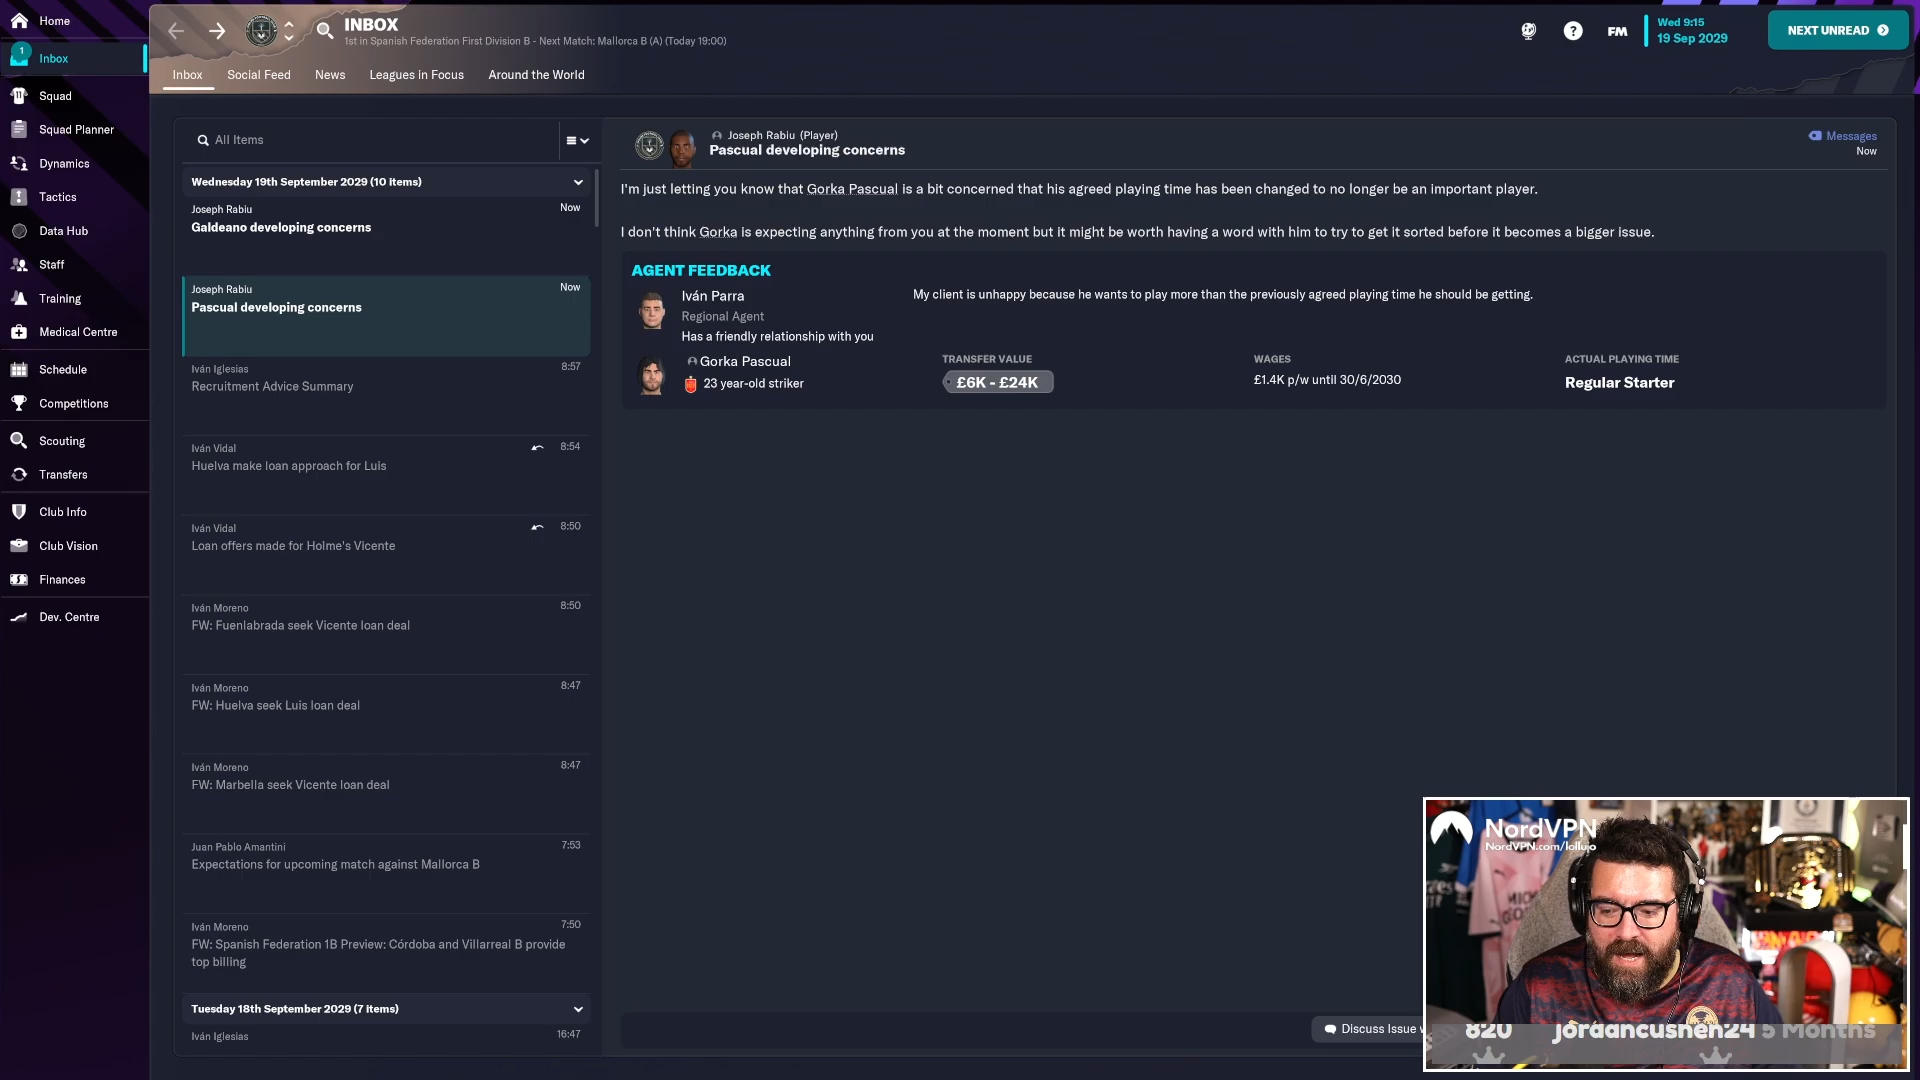 Home
1
Inbox
Squad
Squad Planner
Dynamics
Tactics
Data Hub
Staff
Training
Medical Centre
Schedule
Competitions
Scouting
Transfers
Club Info
Club Vision
Finances
Dev. Centre
INBOX
1st in Spanish Federation First Division B - Next Match: Mallorca B (A) (Today 19:00)
?
FM
Wed 9:15
19 Sep 2029
NEXT UNREAD
Inbox Social Feed News Leagues in Focus Around the World
All Items
Wednesday 19th September 2029 (10 items)
Joseph Rabiu Now
Galdeano developing concerns
Joseph Rabiu Now
Pascual developing concerns
Iván Iglesias 8:57
Recruitment Advice Summary
Iván Vidal 8:54
Huelva make loan approach for Luis
Iván Vidal 8:50
Loan offers made for Holme's Vicente
Iván Moreno 8:50
FW: Fuenlabrada seek Vicente loan deal
Iván Moreno 8:47
FW: Huelva seek Luis loan deal
Iván Moreno 8:47
FW: Marbella seek Vicente loan deal
Juan Pablo Amantini 7:53
Expectations for upcoming match against Mallorca B
Iván Moreno 7:50
FW: Spanish Federation 1B Preview: Córdoba and Villarreal B provide
top billing
Tuesday 18th September 2029 (7 items)
Iván Iglesias 16:47
Joseph Rabiu (Player)
Pascual developing concerns
Messages
Now
I'm just letting you know that Gorka Pascual is a bit concerned that his agreed playing time has been changed to no longer be an important player.
I don't think Gorka is expecting anything from you at the moment but it might be worth having a word with him to try to get it sorted before it becomes a bigger issue.
AGENT FEEDBACK
Iván Parra
Regional Agent
Has a friendly relationship with you
My client is unhappy because he wants to play more than the previously agreed playing time he should be getting.
Gorka Pascual
23 year-old striker
TRANSFER VALUE
£6K - £24K
WAGES
£1.4K p/w until 30/6/2030
ACTUAL PLAYING TIME
Regular Starter
Discuss Issue
NordVPN
NordVPN.com/lollujo
820 jordancushen24 5 Months